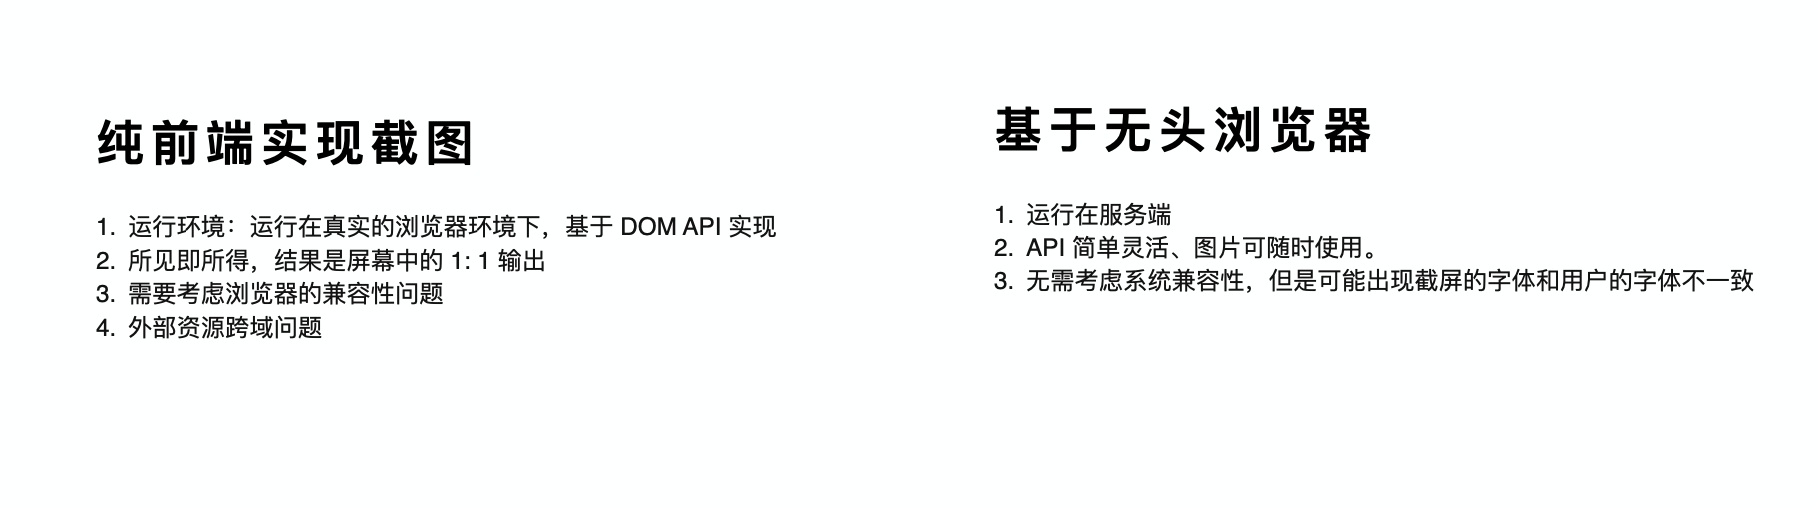 纯前端实现截图
1. 运行环境：运行在真实的浏览器环境下，基于 DOM API 实现
2. 所见即所得，结果是屏幕中的 1: 1 输出
3. 需要考虑浏览器的兼容性问题
4. 外部资源跨域问题
基于无头浏览器
1. 运行在服务端
2. API 简单灵活、图片可随时使用。
3. 无需考虑系统兼容性，但是可能出现截屏的字体和用户的字体不一致